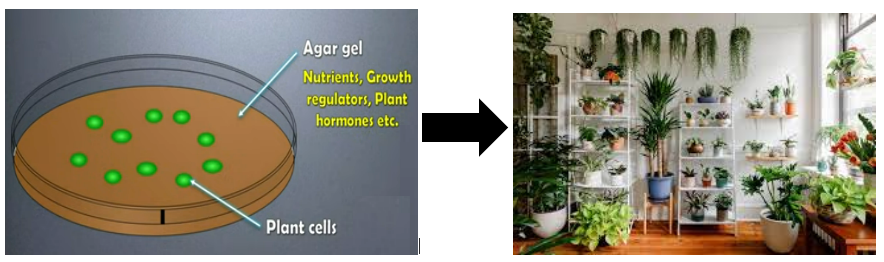 Agar gel
Nutrients, Growth
regulators, Plant
hormones etc.
Plant cells